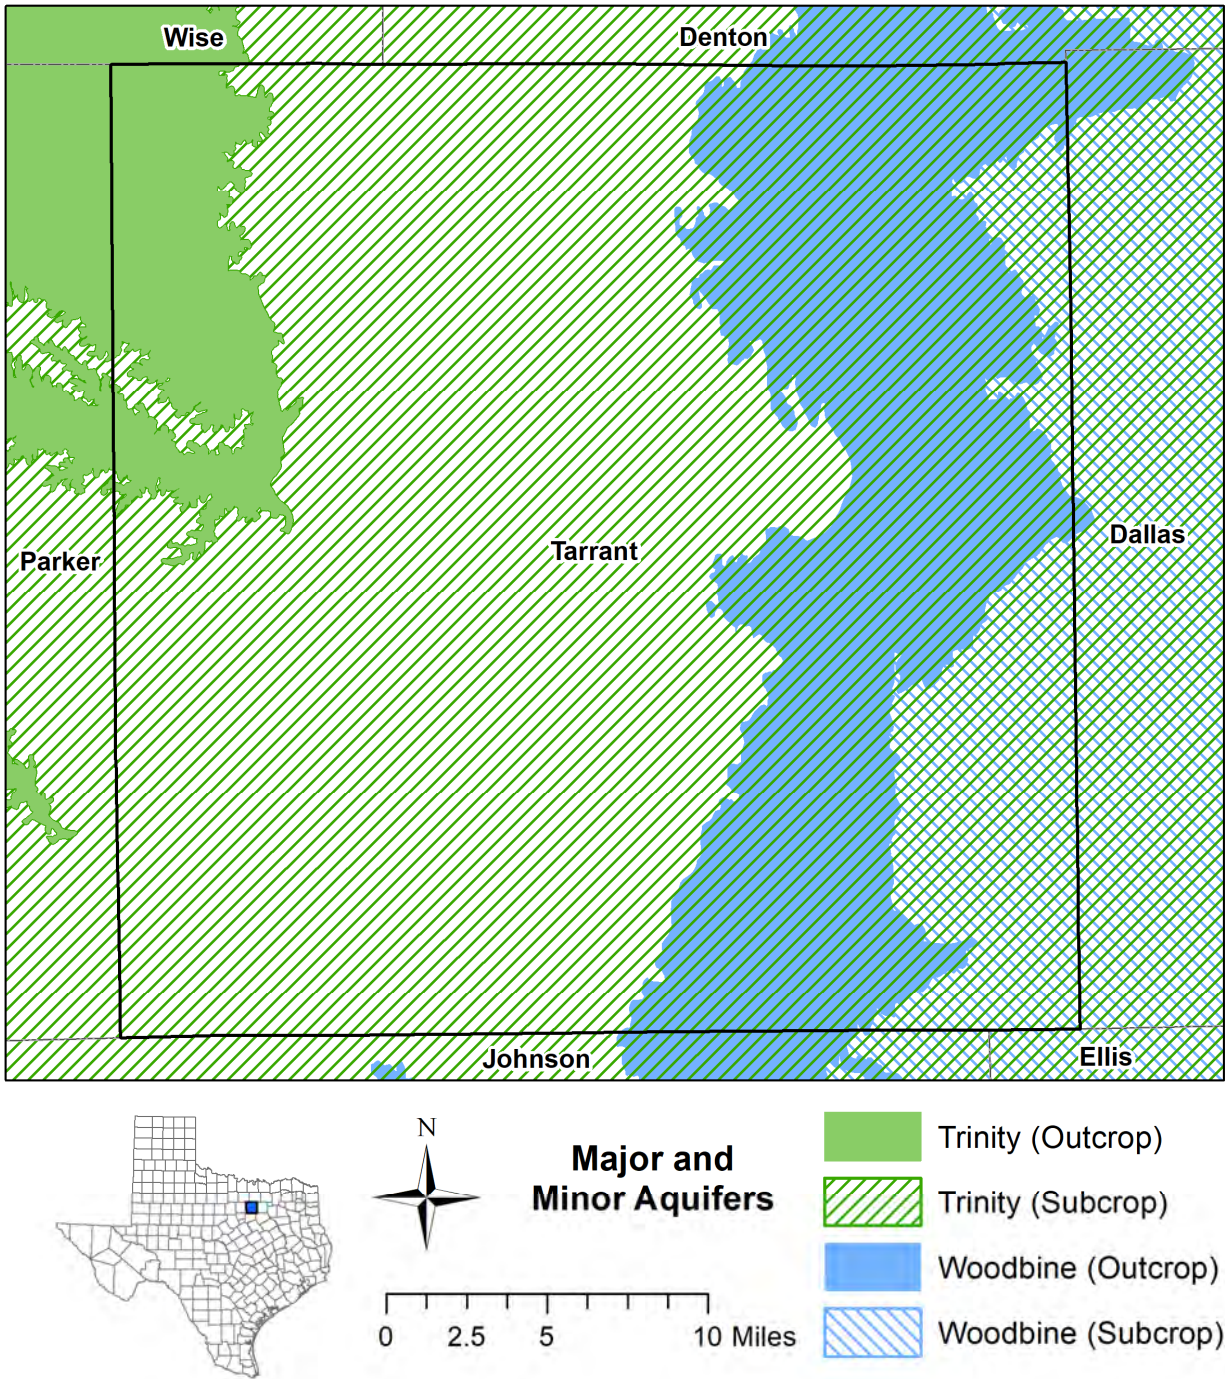 Wise
Denton
Parker
Tarrant
Dallas
Johnson
Ellis
N
Major and
Minor Aquifers
0 2.5 5 10 Miles
Trinity (Outcrop)
Trinity (Subcrop)
Woodbine (Outcrop)
Woodbine (Subcrop)